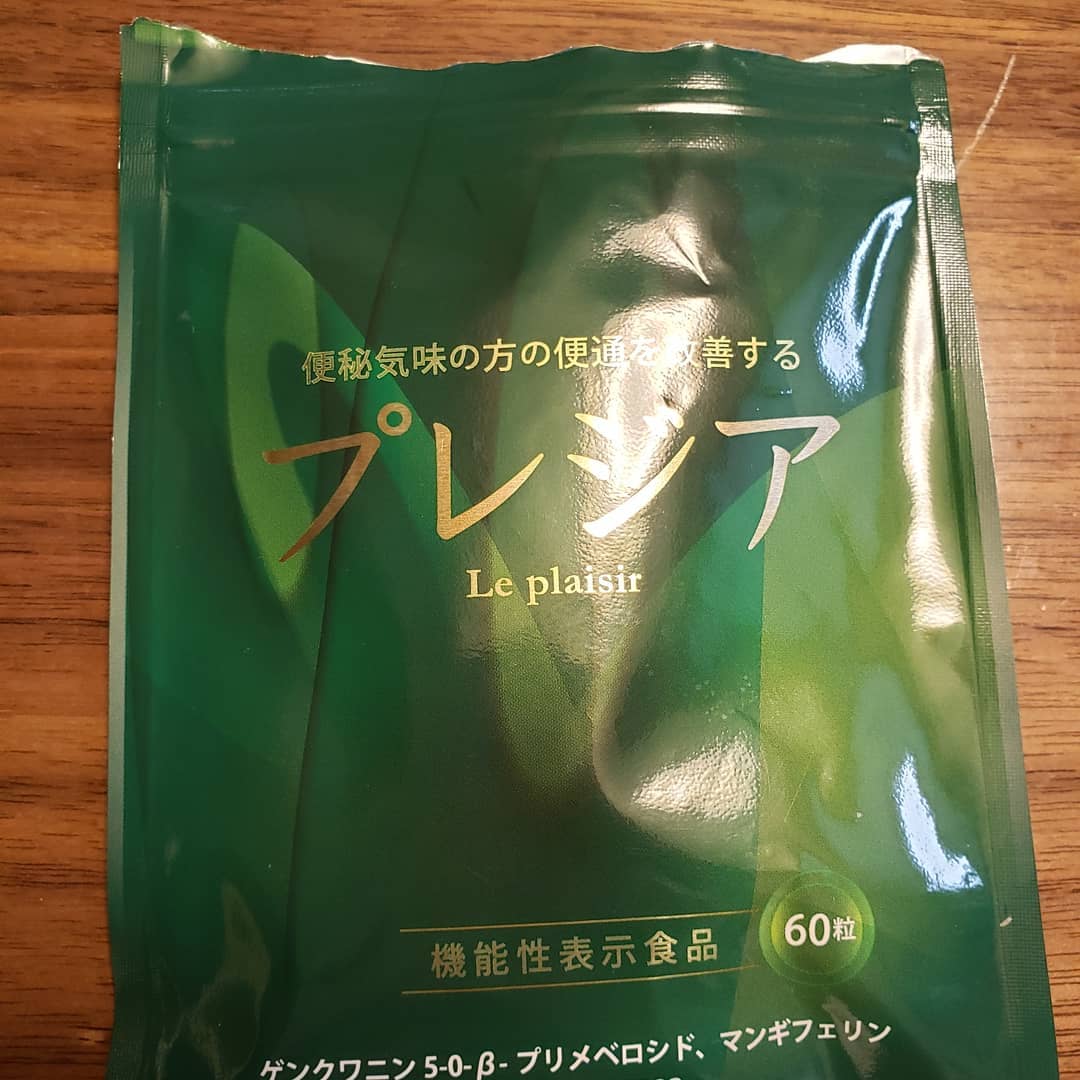 便秘気味の方の便通を改善する
プレジア
Le plaisir
60粒
機能性表示食品
ゲンクワニン 5-O-β- プリメベロシド、マンギフェリン